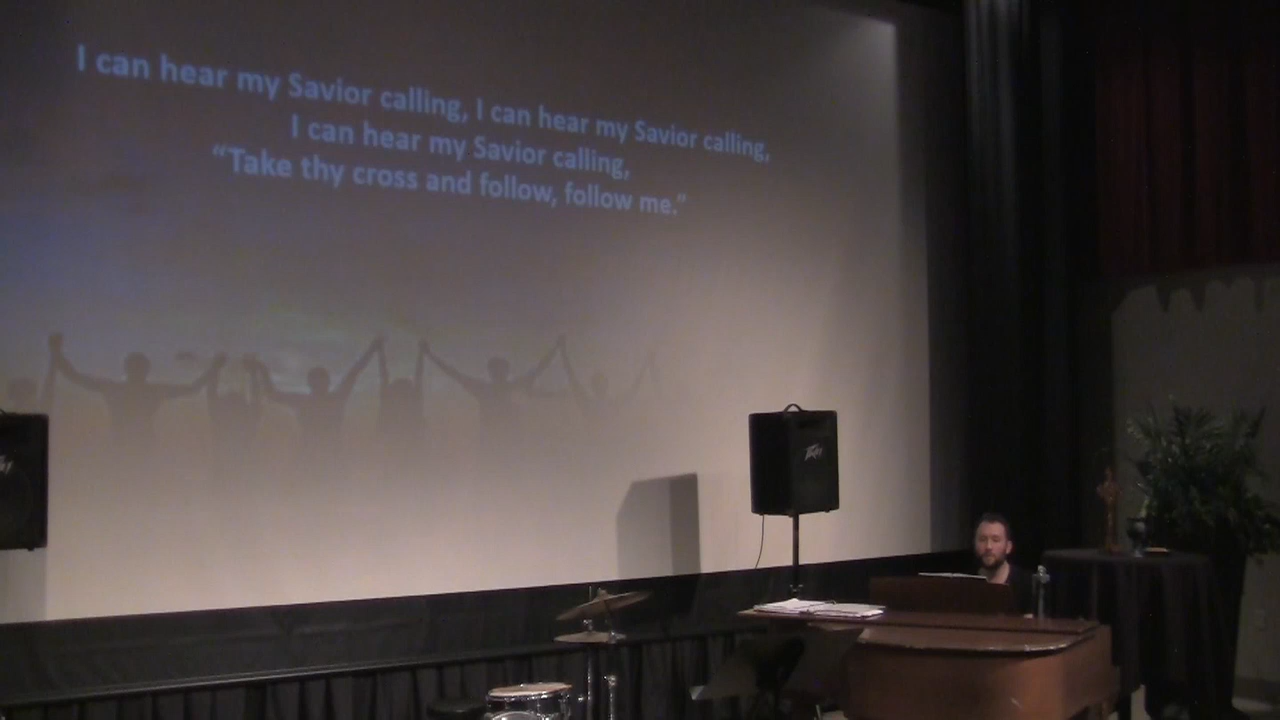 I can hear my Savior calling, I can hear my Savior calling,
I can hear my Savior calling,
“Take thy cross and follow, follow me.”
Peavey